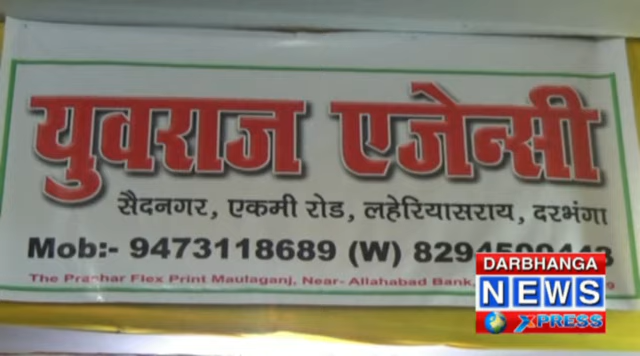 युवराज एजेन्सी
सैदनगर, एकमी रोड, लहेरियासराय, दरभंगा
Mob:- 9473118689 (W)
The Prachar Flex Print Maulaganj, Near- Allahabad Bank,
DARBHANGA
NEWS
XPRESS